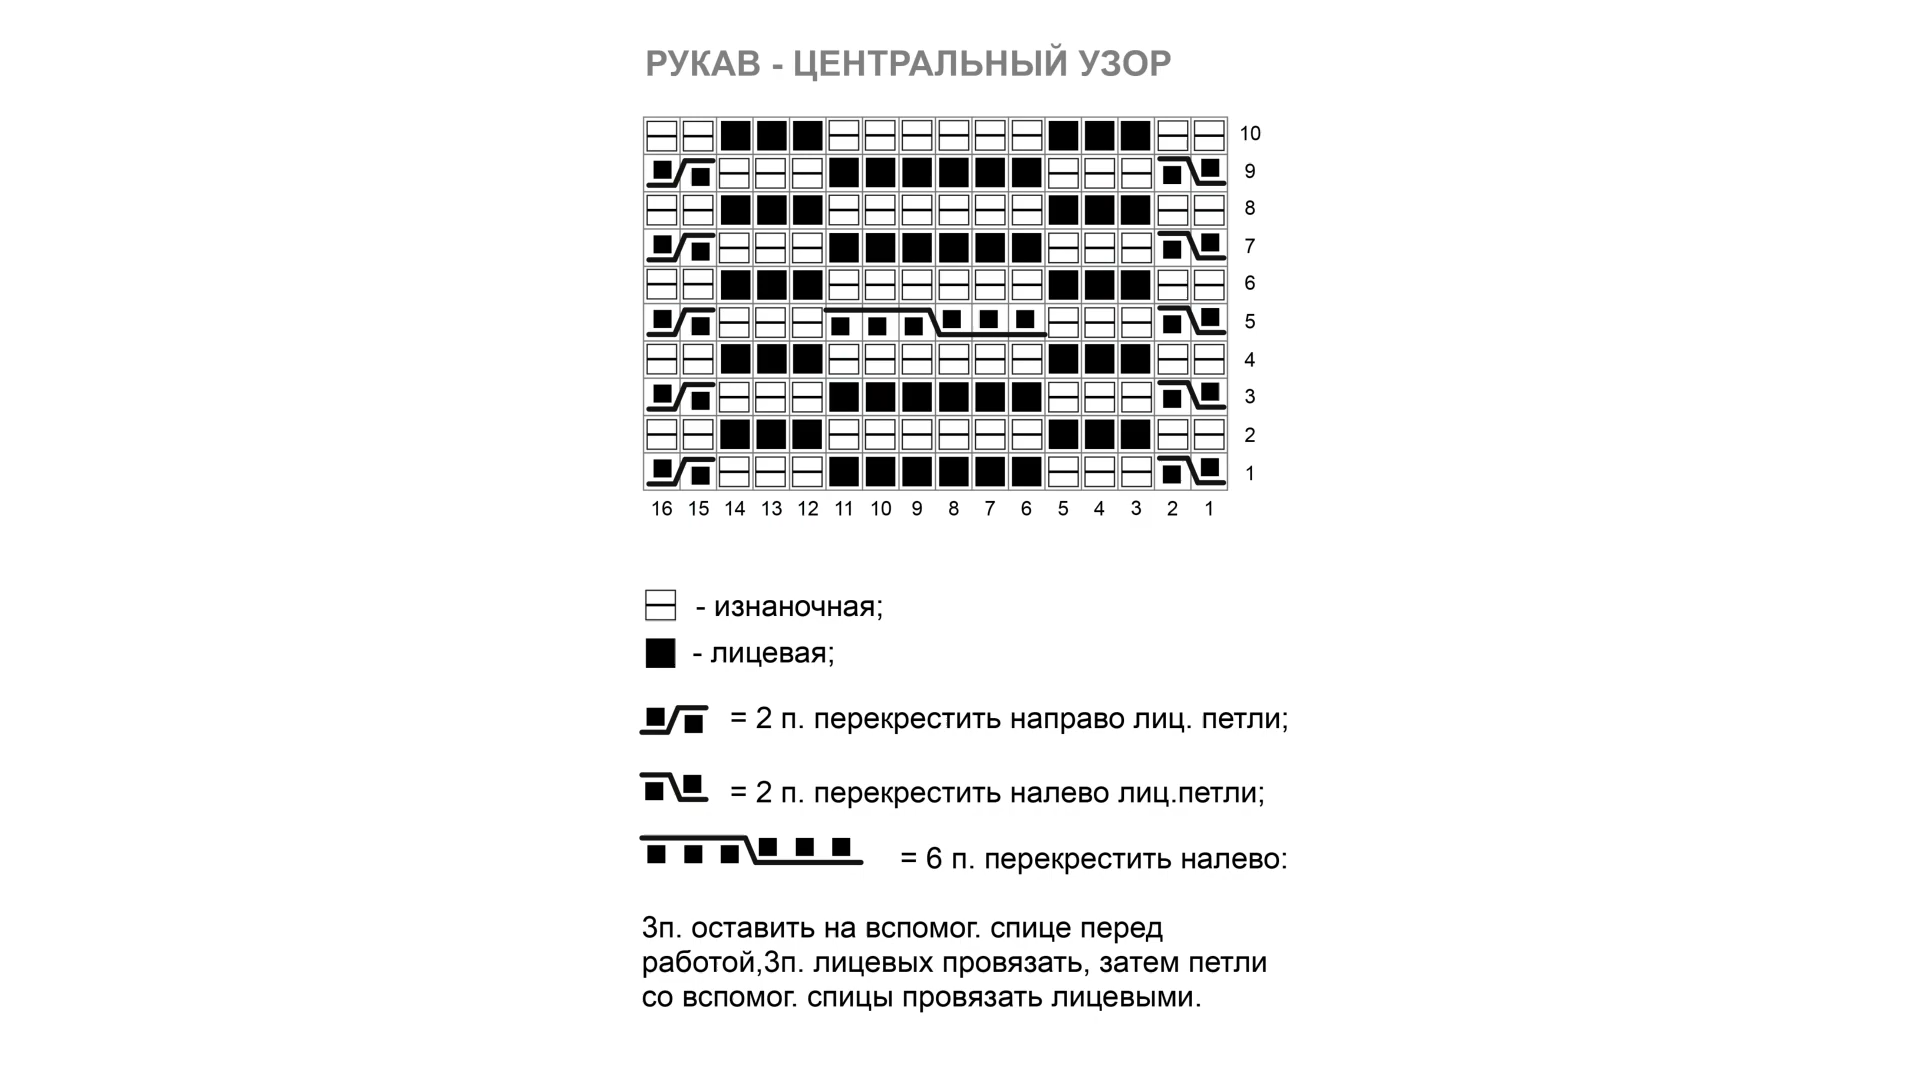 РУКАВ - ЦЕНТРАЛЬНЫЙ УЗОР
10
9
8
7
6
5
4
3
2
1
16 15 14 13 12 11 10 9 8 7 6 5 4 3 2 1
- изнаночная;
- лицевая;
= 2 п. перекрестить направо лиц. петли;
= 2 п. перекрестить налево лиц.петли;
= 6 п. перекрестить налево:
3п. оставить на вспомог. спице перед
работой,3п. лицевых провязать, затем петли
со вспомог. спицы провязать лицевыми.